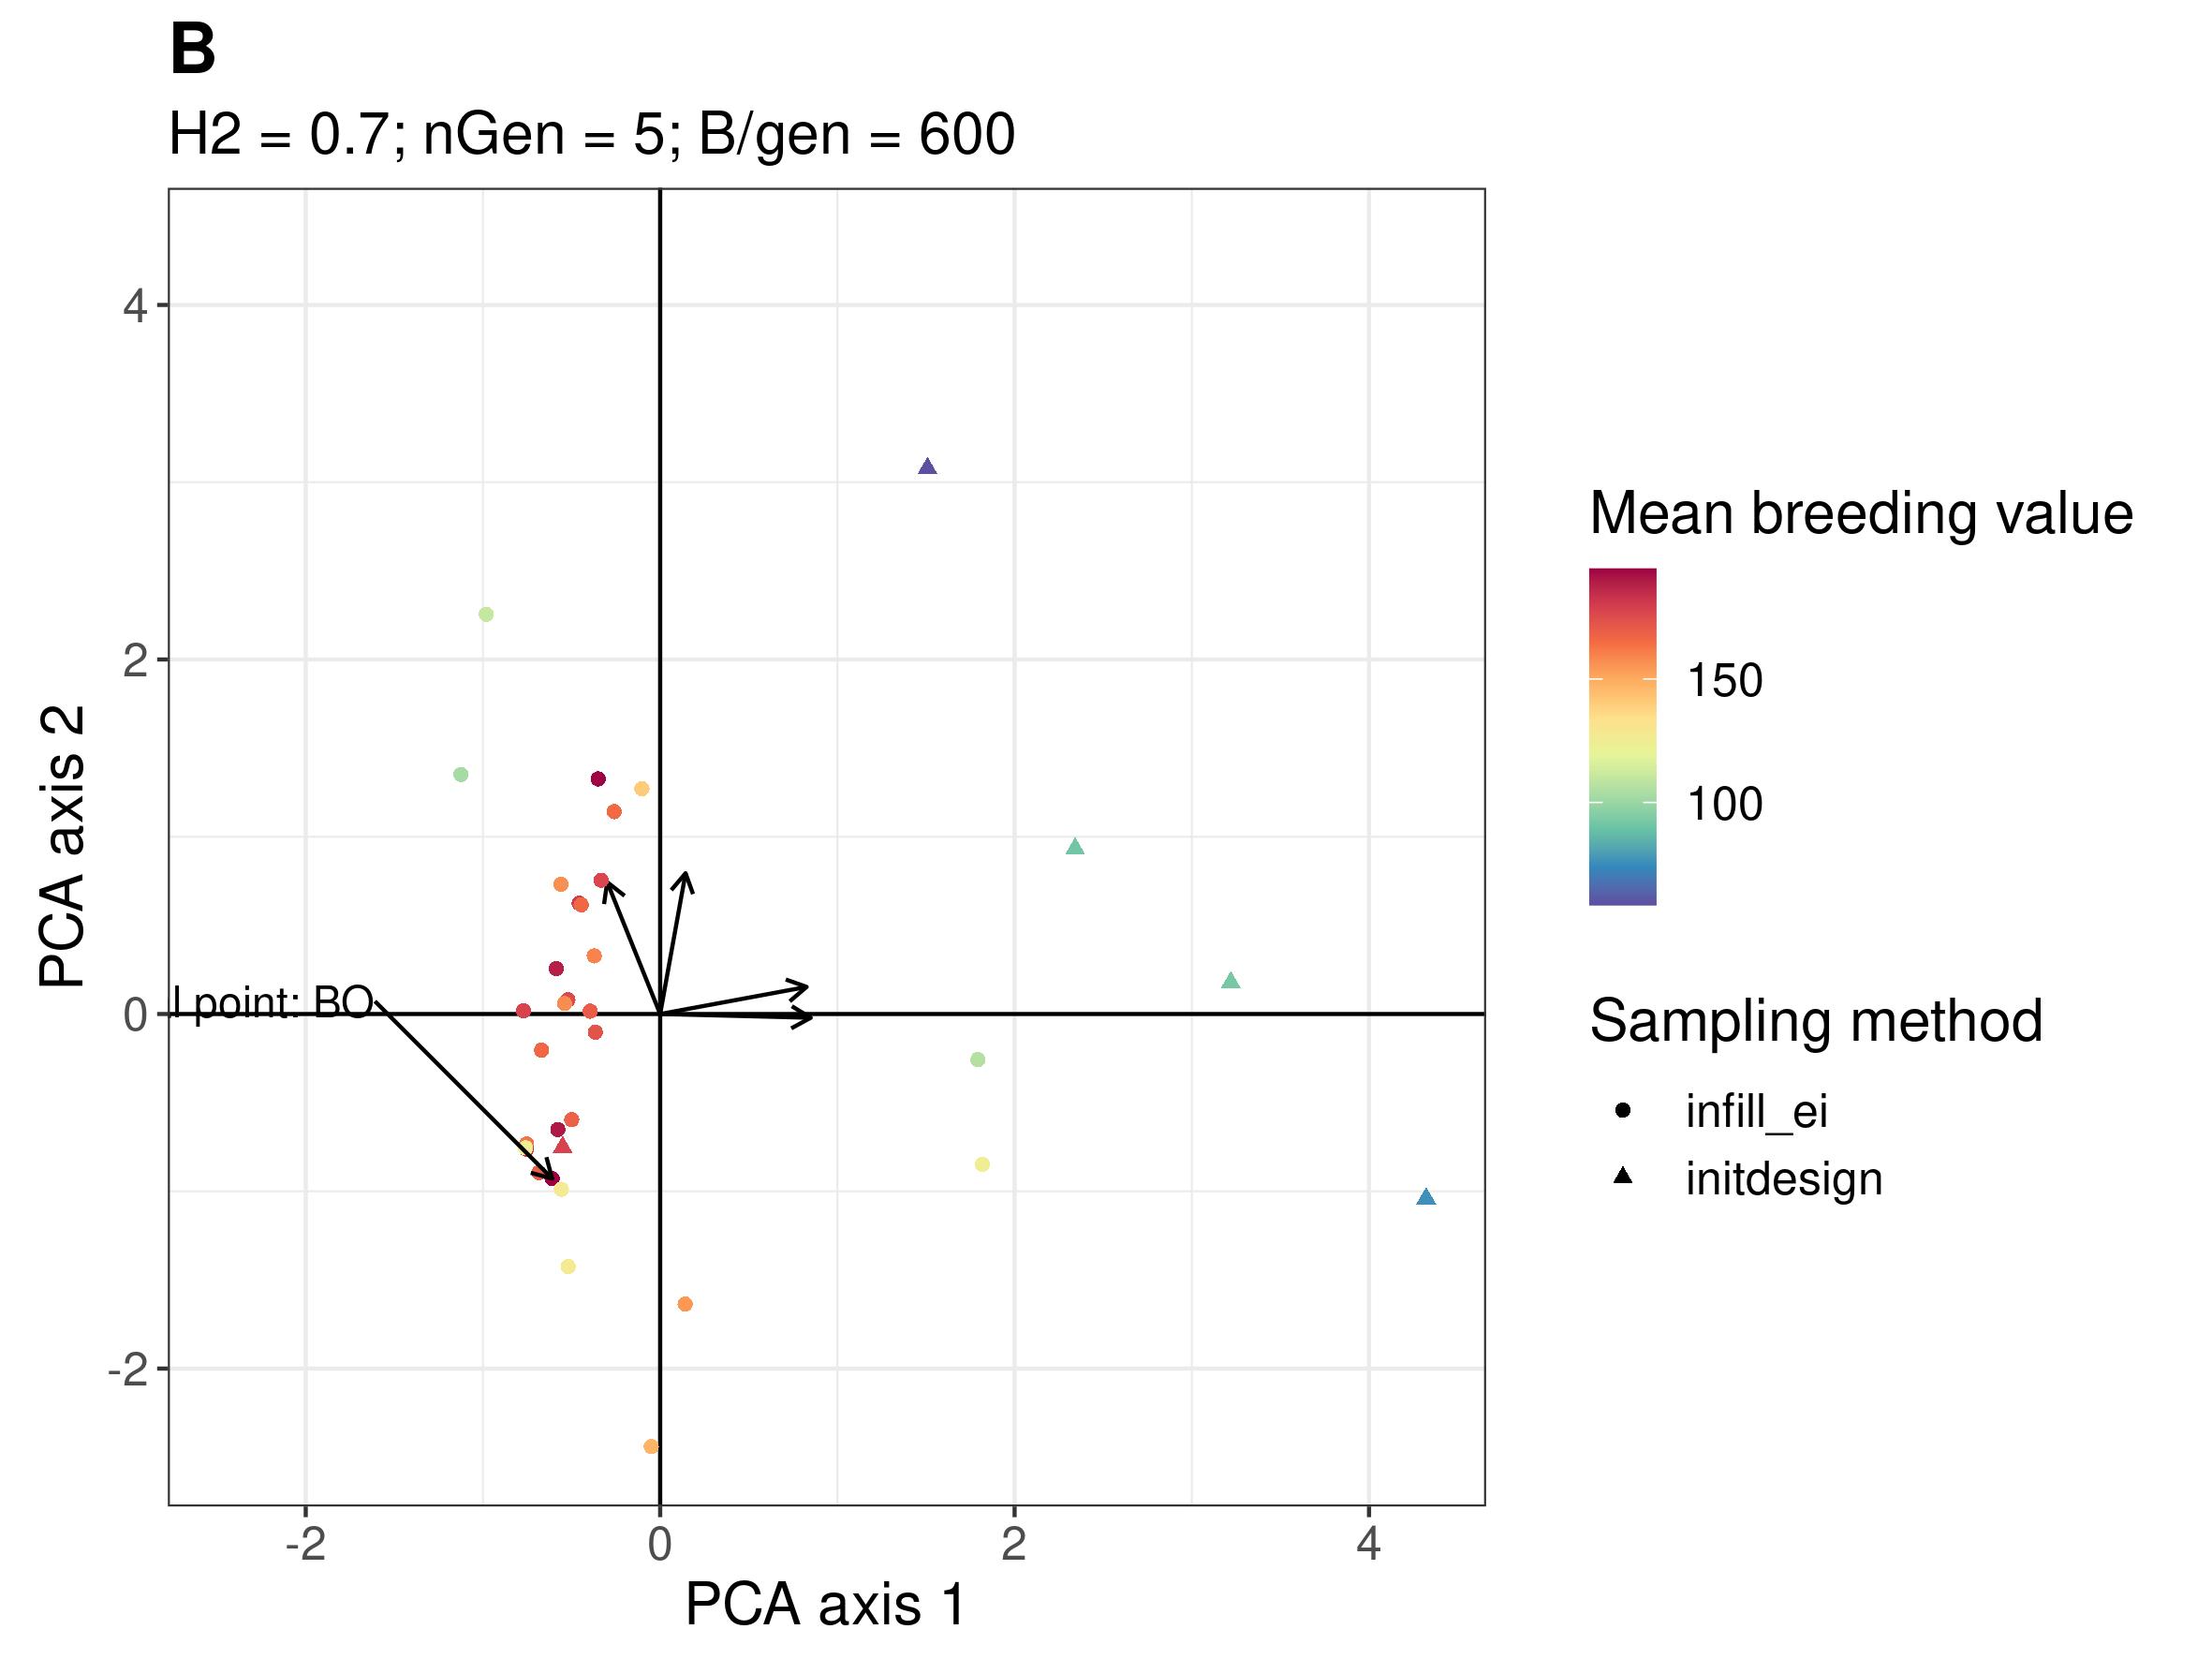 B
H2 = 0.7; nGen = 5; B/gen = 600
4
2
0
-2
PCA axis 2
l point: BO
-2
0
2
4
PCA axis 1
Mean breeding value
150
100
Sampling method
infill_ei
initdesign